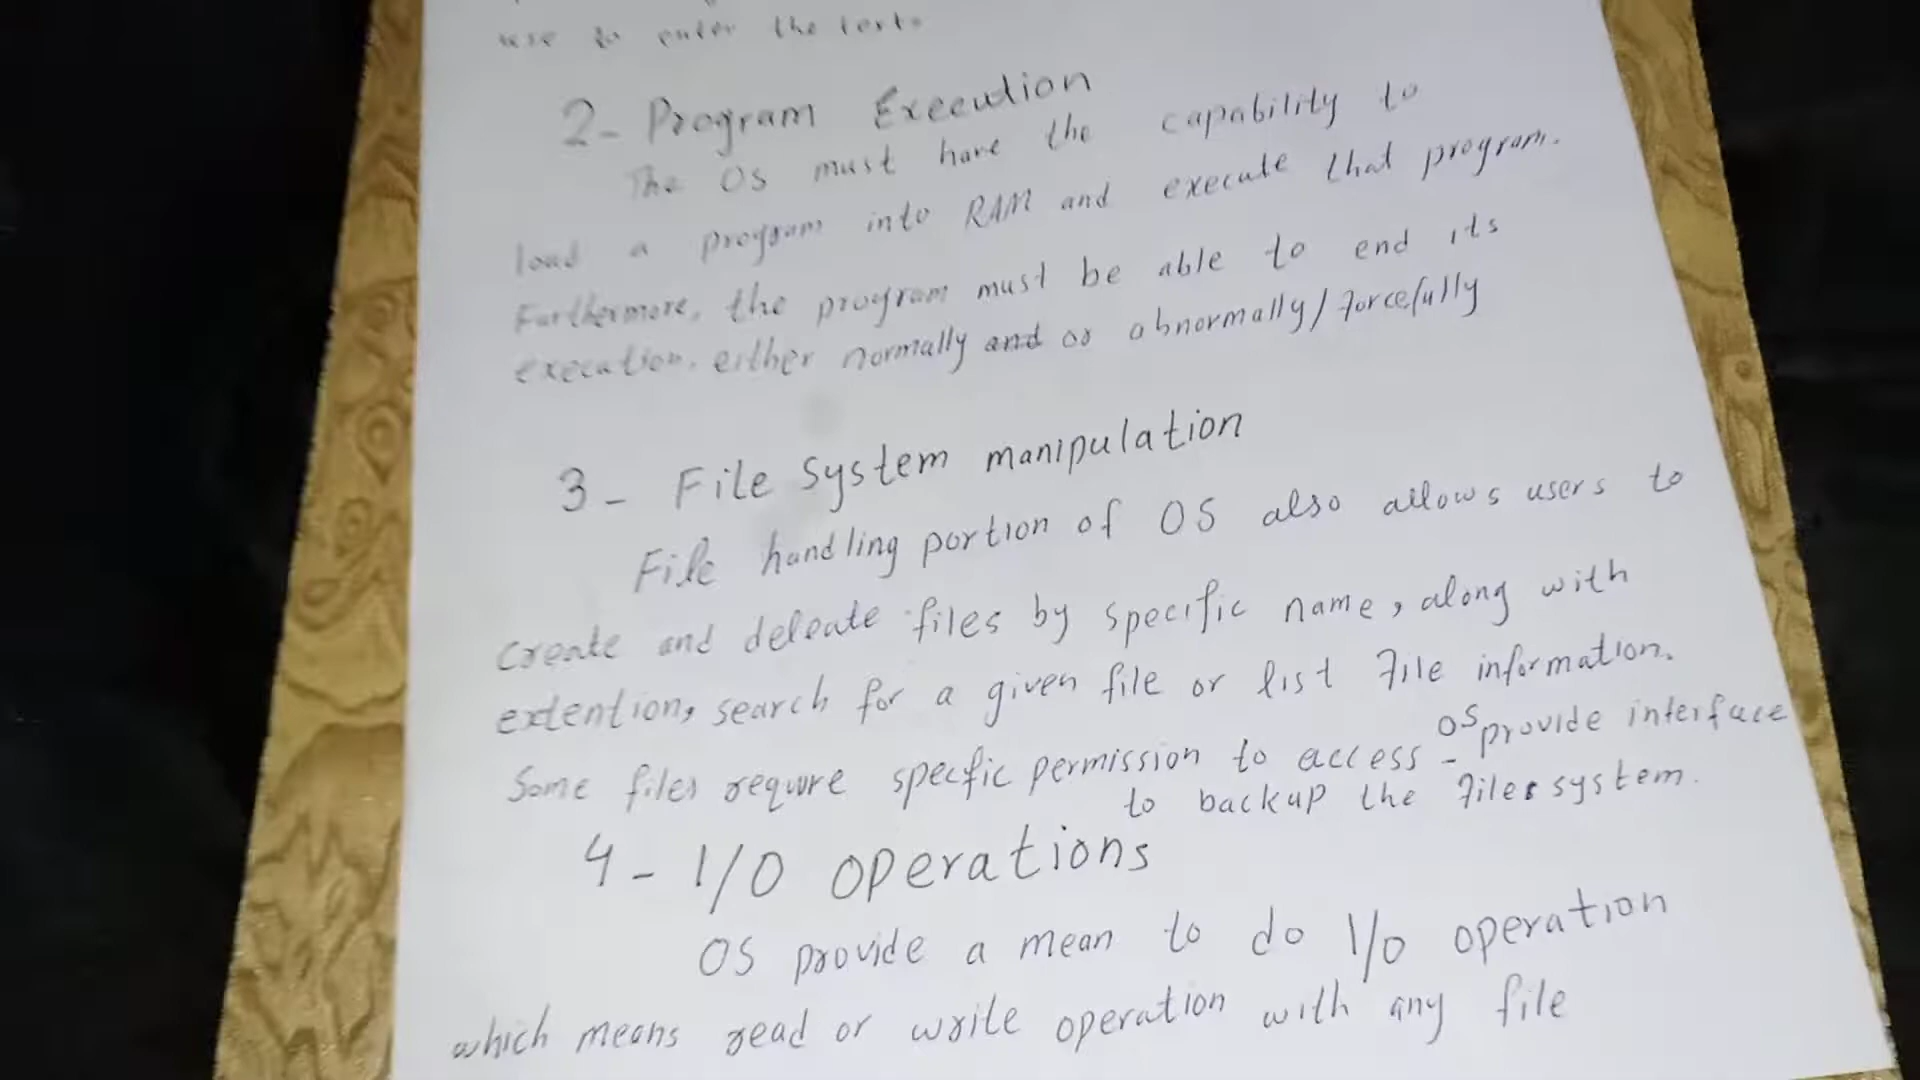 use to enter the text.
2- Program Execution
The OS must have the capability to
load a program into RAM and execute that program.
Furthermore, the program must be able to end its
execution. either normally and or abnormally/forcefully
3- File System manipulation
File handling portion of OS also allows users to
create and deleate files by specific name, along with
extention, search for a given file or list file information.
Some files require specfic permission to access - OS provide interface
to backup the files system.
4- I/O operations
OS provide a mean to do I/O operation
which means read or write operation with any file